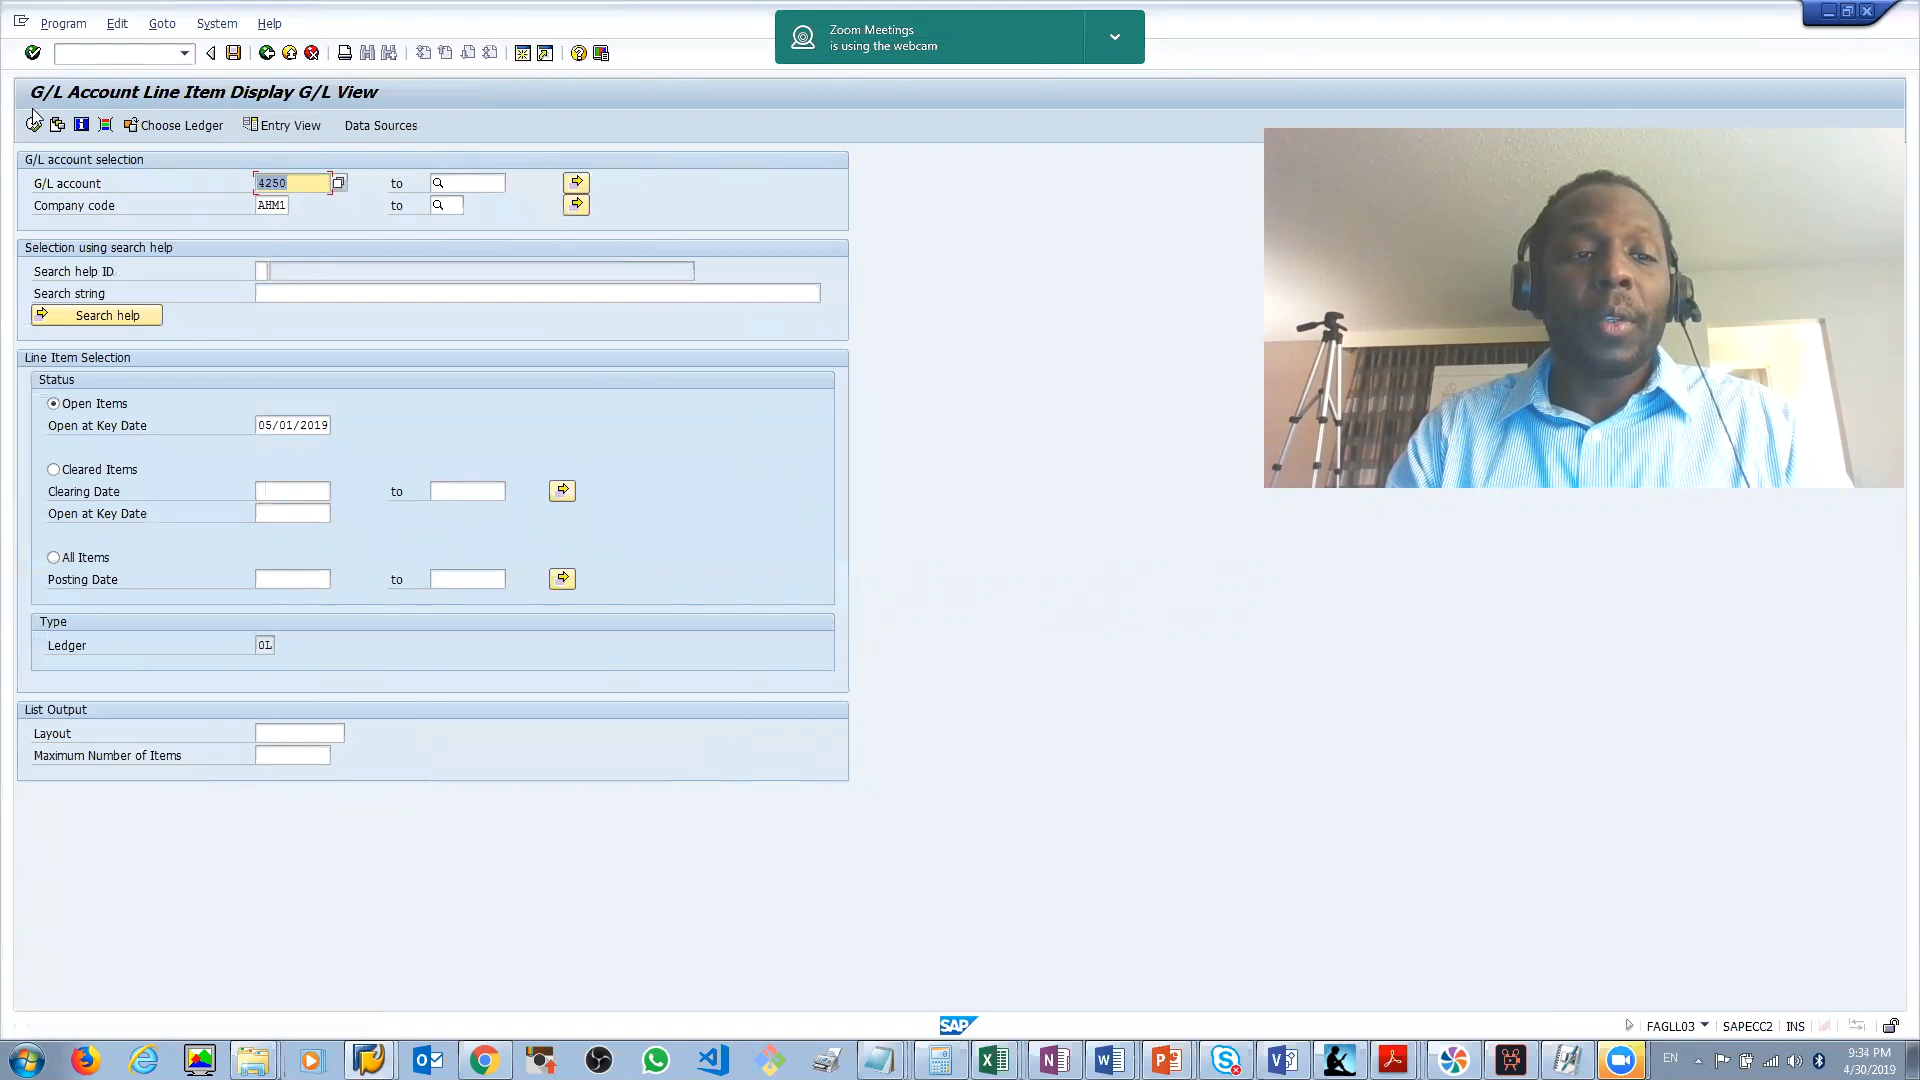 Program Edit Goto System Help
Zoom Meetings
is using the webcam
G/L Account Line Item Display G/L View
Choose Ledger Entry View Data Sources
G/L account selection
G/L account 4250 to
Company code AHM1 to
Selection using search help
Search help ID
Search string
Search help
Line Item Selection
Status
Open Items
Open at Key Date 05/01/2019
Cleared Items
Clearing Date to
Open at Key Date
All Items
Posting Date to
Type
Ledger 0L
List Output
Layout
Maximum Number of Items
SAP
FAGLL03 SAPECC2 INS
EN
9:34 PM
4/30/2019